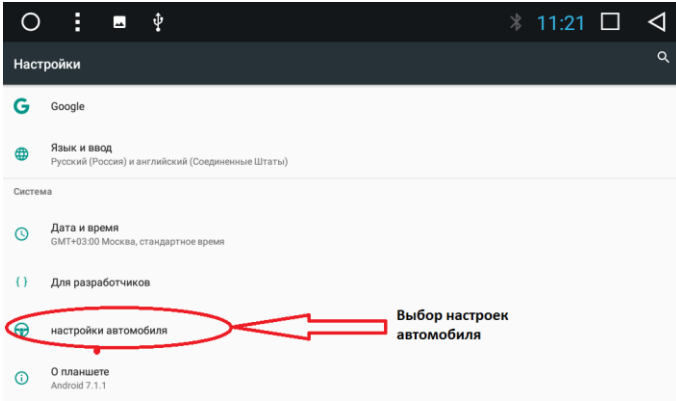 11:21
Настройки
Google
Язык и ввод
Русский (Россия) и английский (Соединенные Штаты)
Система
Дата и время
GMT+03:00 Москва, стандартное время
{ }
Для разработчиков
настройки автомобиля
Выбор настроек
автомобиля
О планшете
Android 7.1.1